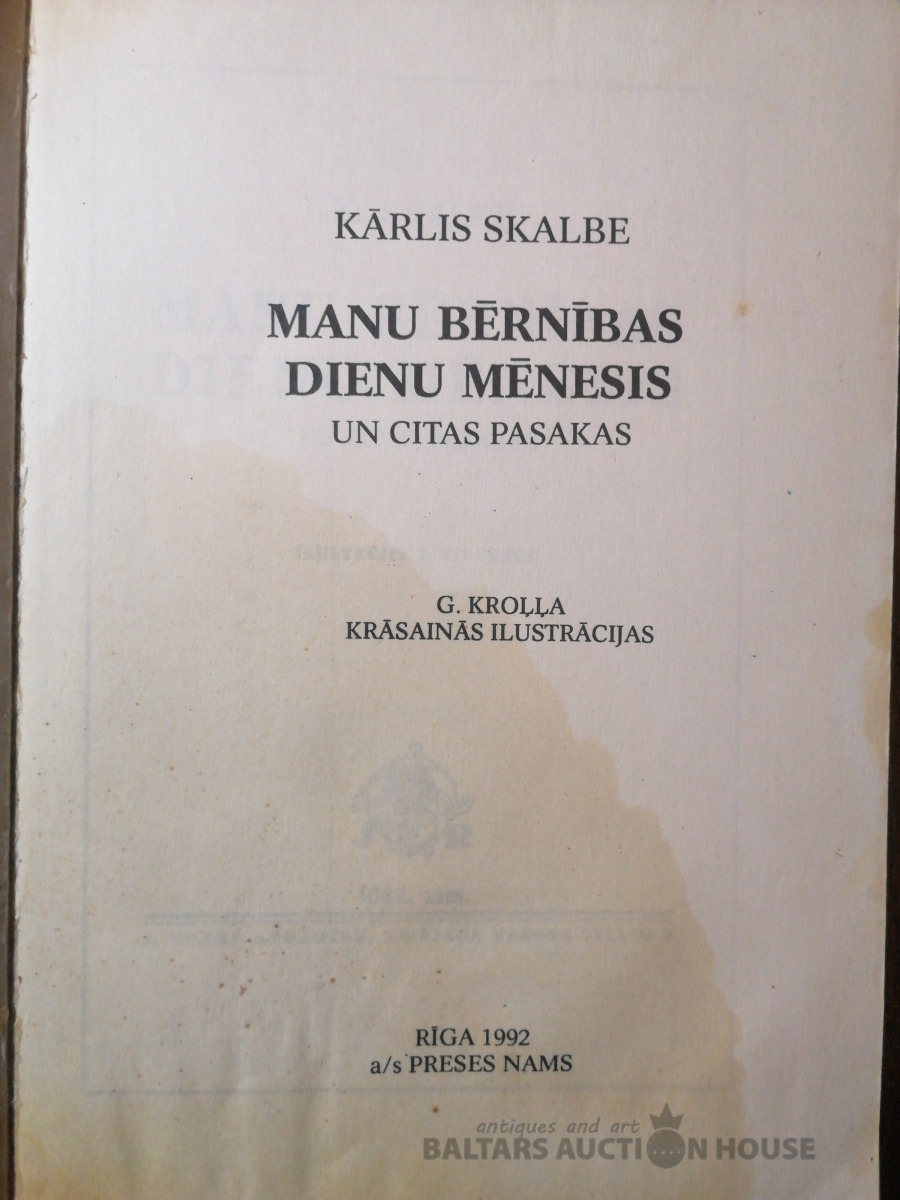 KĀRLIS SKALBE
MANU BĒRNĪBAS
DIENU MĒNESIS
UN CITAS PASAKAS
G. KROĻĻA
KRĀSAINĀS ILUSTRĀCIJAS
RĪGA 1992
a/s PRESES NAMS
antiques and art
BALTARS AUCTION HOUSE